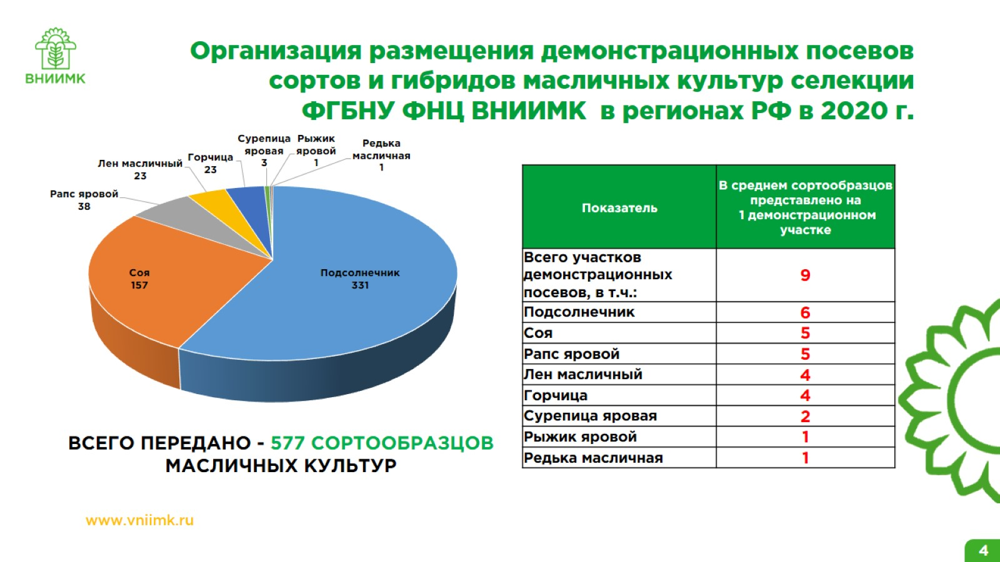 ВНИИМК
Организация размещения демонстрационных посевов
сортов и гибридов масличных культур селекции
ФГБНУ ФНЦ ВНИИМК в регионах РФ в 2020 г.
Сурепица
яровая
3
Рыжик
яровой
1
Редька
масличная
1
Горчица
23
Лен масличный
23
Рапс яровой
38
Соя
157
Подсолнечник
331
ВСЕГО ПЕРЕДАНО - 577 СОРТООБРАЗЦОВ
МАСЛИЧНЫХ КУЛЬТУР
Показатель
В среднем сортообразцов
представлено на
1 демонстрационном
участке
Всего участков
демонстрационных
посевов, в т.ч.:
9
Подсолнечник 6
Соя 5
Рапс яровой 5
Лен масличный 4
Горчица 4
Сурепица яровая 2
Рыжик яровой 1
Редька масличная 1
www.vniimk.ru
4